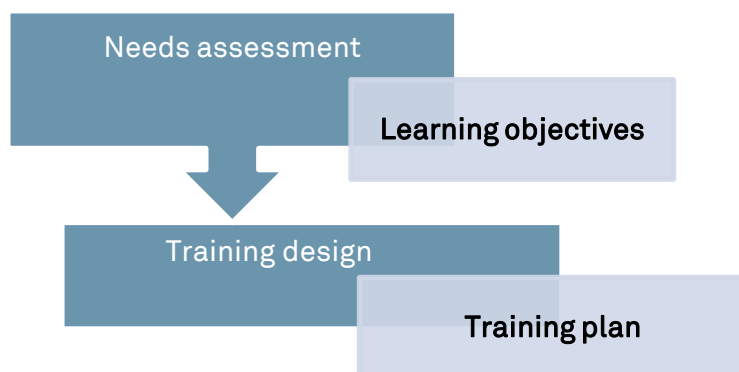 Needs assessment
Learning objectives
Training design
Training plan